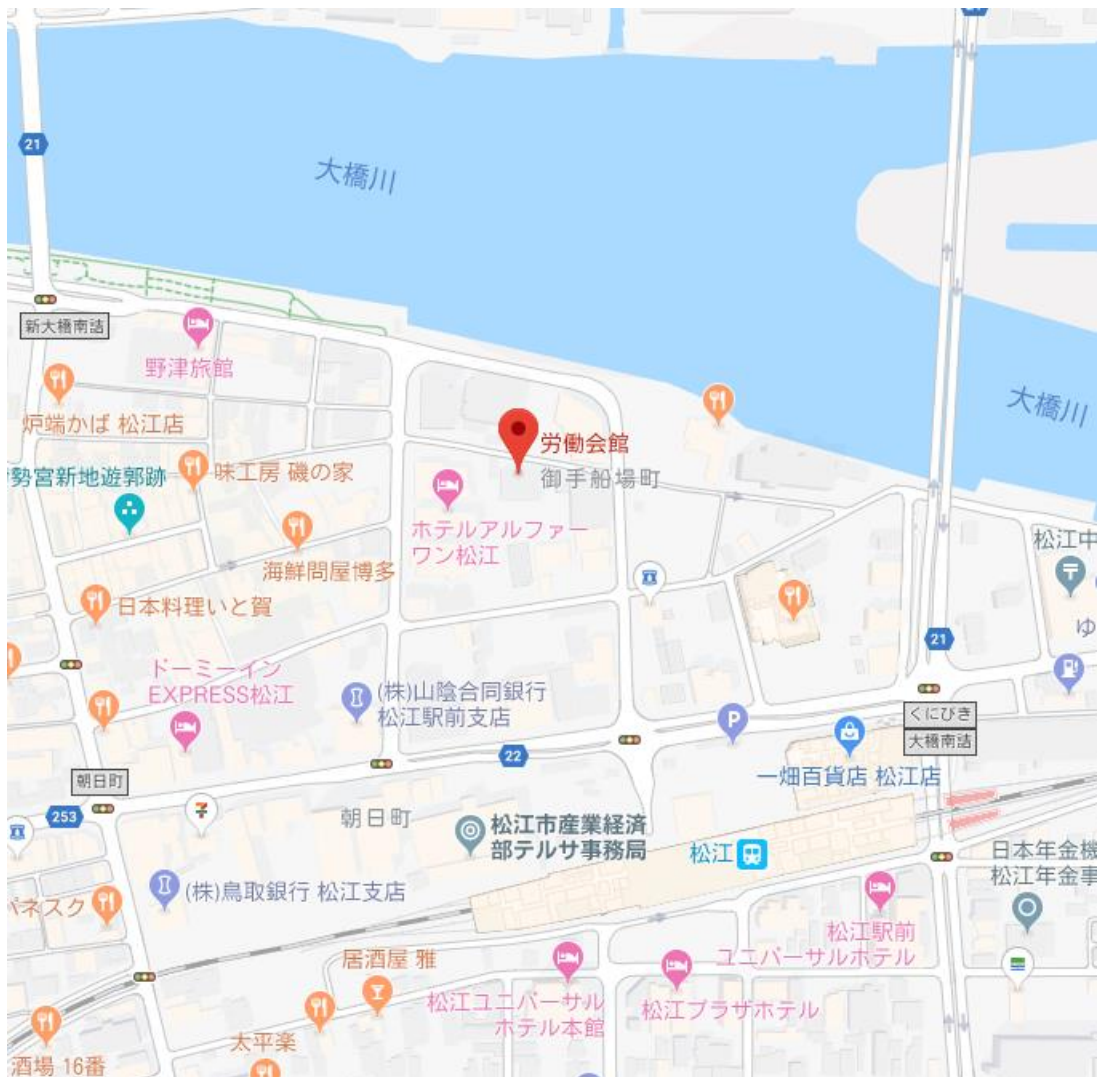 21
大橋川
新大橋南詰
野津旅館
炉端かば 松江店
労働会館
御手船場町
大橋川
勢宮新地遊郭跡
味工房 磯の家
ホテルアルファー
ワン松江
海鮮問屋博多
松江中
日本料理いと賀
ゆ
21
ドーミーイン
EXPRESS松江
(株)山陰合同銀行
松江駅前支店
P
くにびき
大橋南詰
22
一畑百貨店 松江店
朝日町
253
7
朝日町
松江市産業経済
部テルサ事務局
松江
日本年金機
松江年金事
(株)鳥取銀行 松江支店
パネスク
松江駅前
ユニバーサルホテル
居酒屋 雅
松江ユニバーサル
ホテル本館
松江プラザホテル
太平楽
酒場 16番